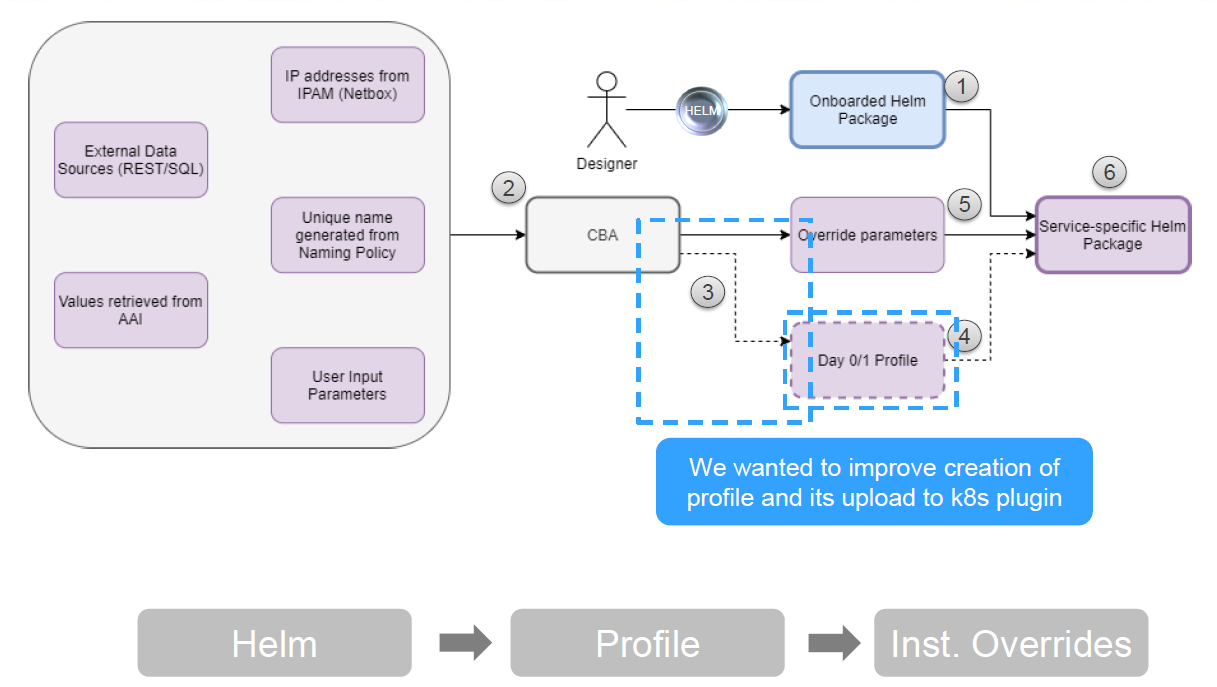 IP addresses from
IPAM (Netbox)
External Data
Sources (REST/SQL)
Unique name
generated from
Naming Policy
Values retrieved from
AAI
User Input
Parameters
Designer
HELM
Onboarded Helm
Package
1
2
CBA
3
Override parameters
5
Day 0/1 Profile
4
6
Service-specific Helm
Package
We wanted to improve creation of
profile and its upload to k8s plugin
Helm
Profile
Inst. Overrides